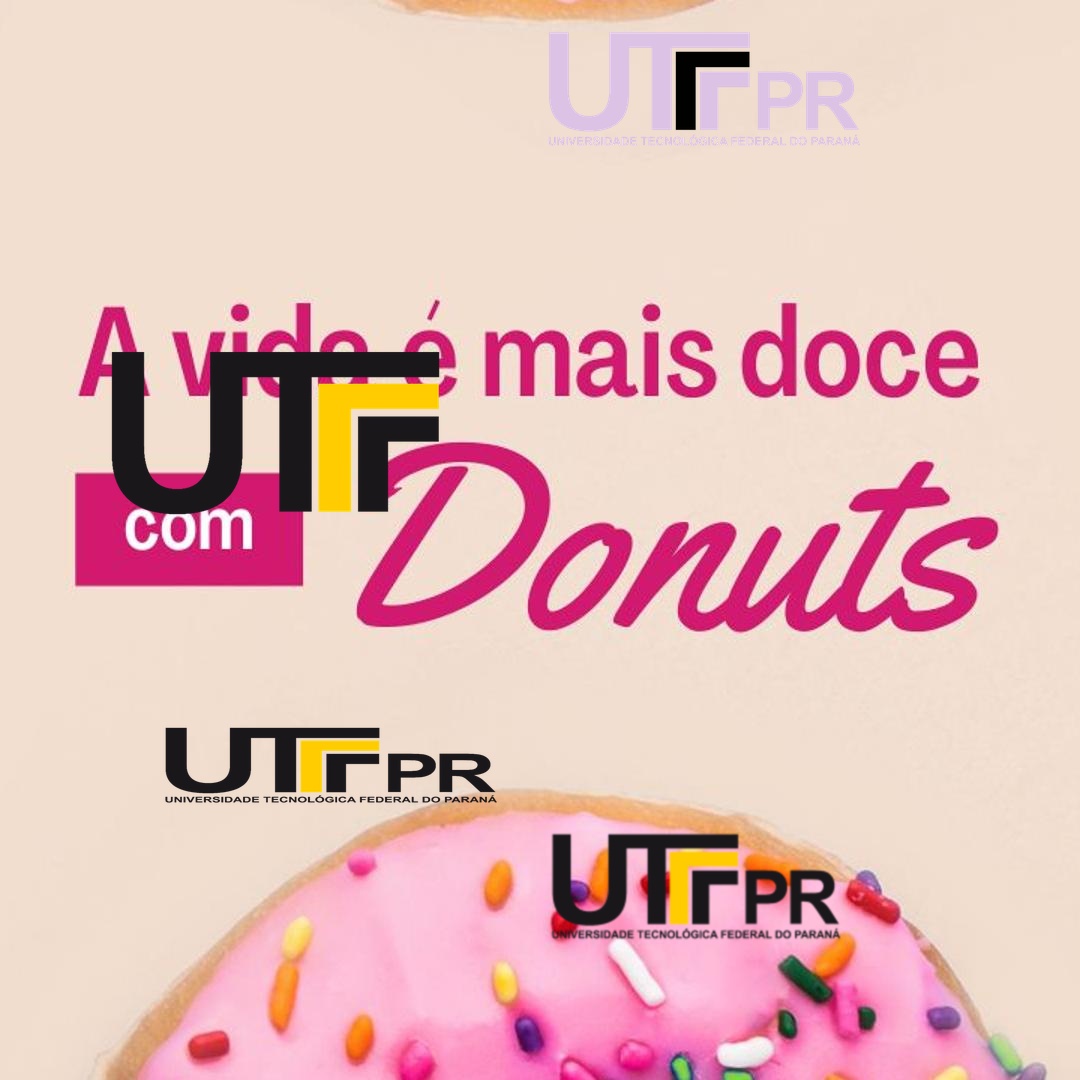 UTFPR
UNIVERSIDADE TECNOLÓGICA FEDERAL DO PARANÁ
A vida é mais doce
UTF
com Donuts
UTFPR
UNIVERSIDADE TECNOLÓGICA FEDERAL DO PARANÁ
UTFPR
UNIVERSIDADE TECNOLÓGICA FEDERAL DO PARANÁ